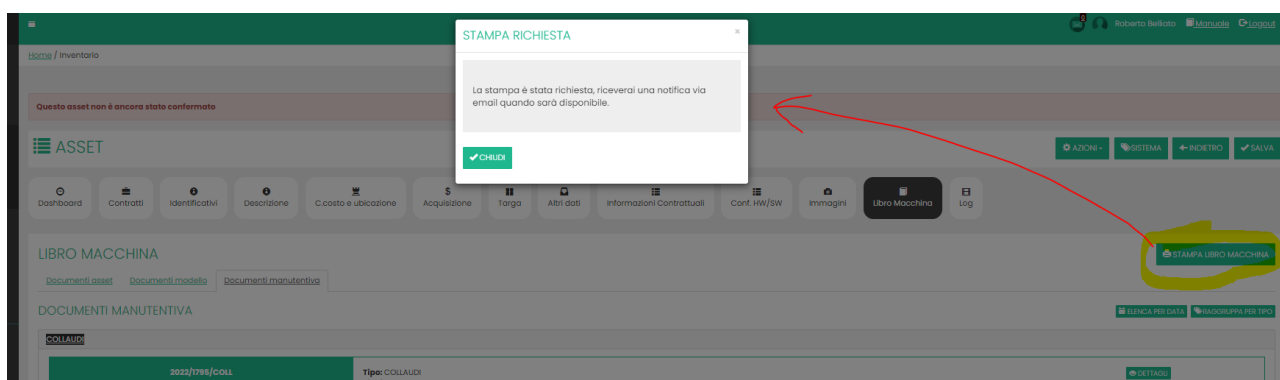 0
Roberto Belliato Manuale Logout
STAMPA RICHIESTA ×
Home / Inventario
La stampa è stata richiesta, riceverai una notifica via
email quando sarà disponibile.
Questo asset non è ancora stato confermato
CHIUDI
ASSET
AZIONI
SISTEMA
INDIETRO
SALVA
Dashboard
Contratti
Identificativi
Descrizione
C.costo e ubicazione
Acquisizione
Targa
Altri dati
Informazioni Contrattuali
Conf. HW/SW
Immagini
Libro Macchina
Log
LIBRO MACCHINA
STAMPA LIBRO MACCHINA
Documenti asset
Documenti modello
Documenti manutentiva
DOCUMENTI MANUTENTIVA
ELENCA PER DATA
RAGGRUPPA PER TIPO
COLLAUDI
2022/1795/COLL
Tipo: COLLAUDI
DETTAGLI